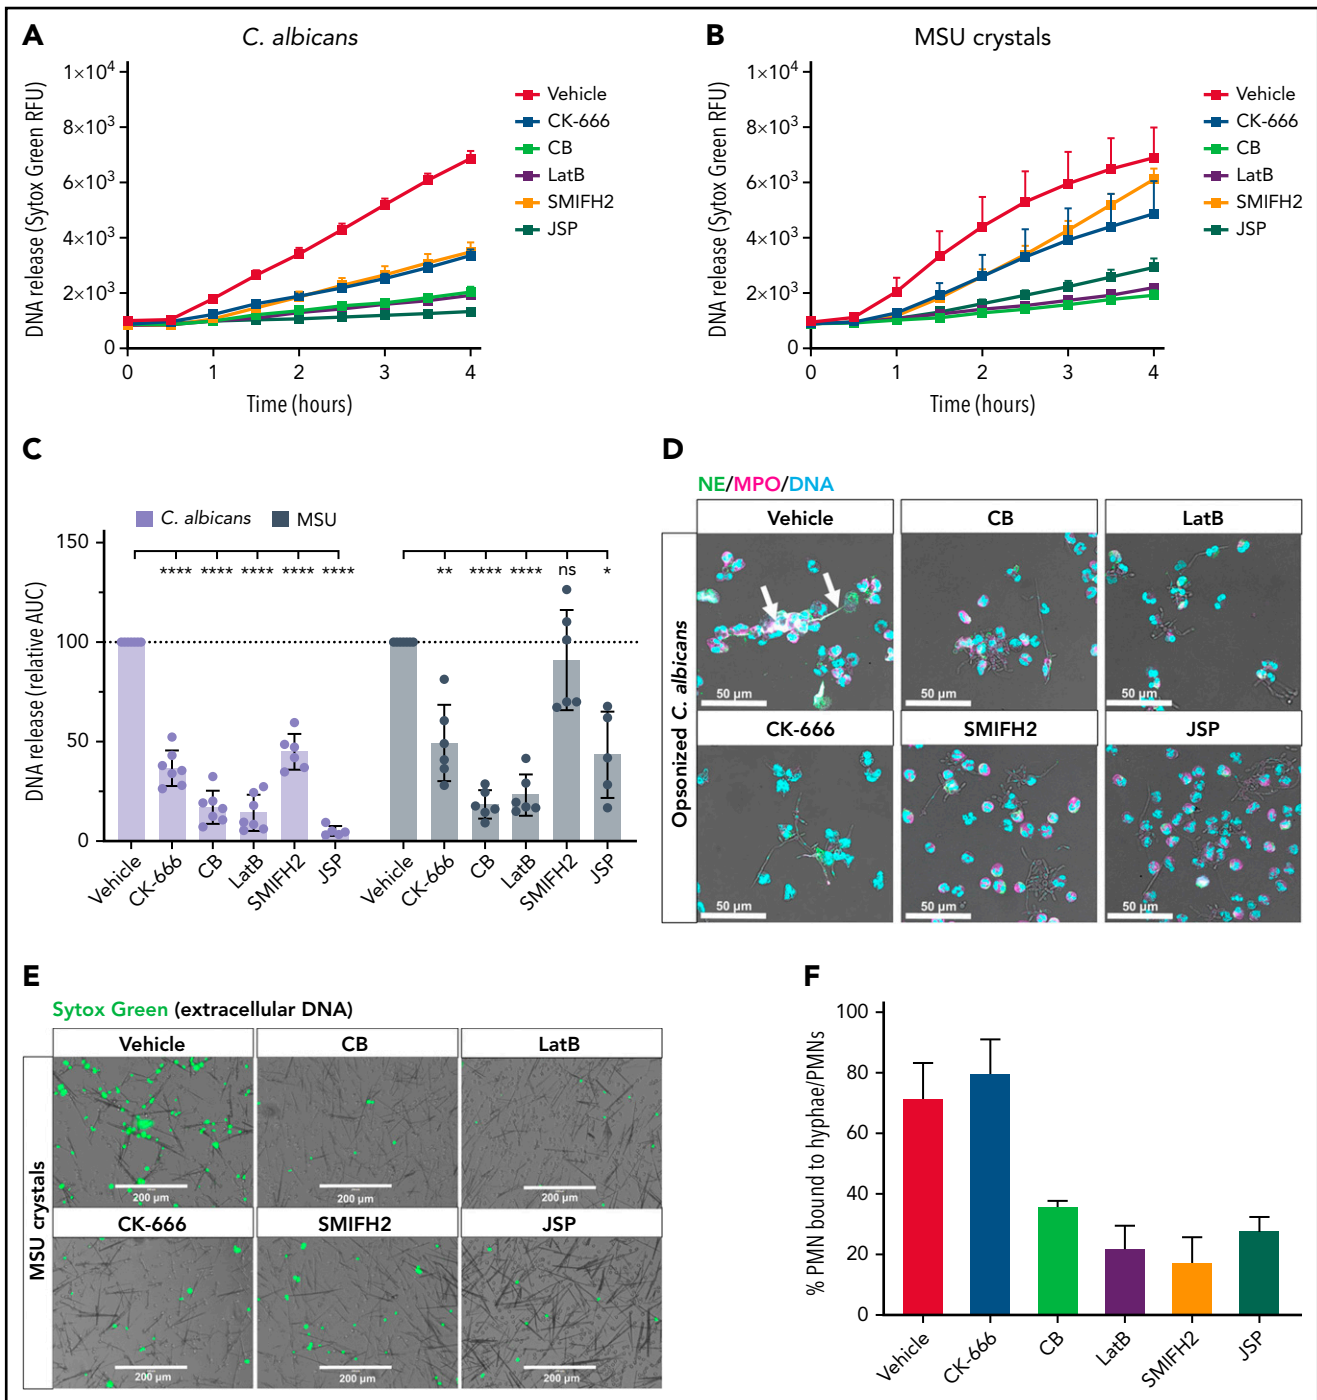 A
C. albicans
DNA release (Sytox Green RFU)
1×10⁴
8×10³
6×10³
4×10³
2×10³
0
0 1 2 3 4
Time (hours)
Vehicle
CK-666
CB
LatB
SMIFH2
JSP
B
MSU crystals
DNA release (Sytox Green RFU)
1×10⁴
8×10³
6×10³
4×10³
2×10³
0
0 1 2 3 4
Time (hours)
Vehicle
CK-666
CB
LatB
SMIFH2
JSP
C
C. albicans MSU
DNA release (relative AUC)
150
100
50
0
**** **** **** **** ****
** **** **** ns *
Vehicle CK-666 CB LatB SMIFH2 JSP
Vehicle CK-666 CB LatB SMIFH2 JSP
D
NE/MPO/DNA
Opsonized C. albicans
Vehicle CB LatB
50 µm 50 µm 50 µm
CK-666 SMIFH2 JSP
50 µm 50 µm 50 µm
E
Sytox Green (extracellular DNA)
MSU crystals
Vehicle CB LatB
200 µm 200 µm 200 µm
CK-666 SMIFH2 JSP
200 µm 200 µm 200 µm
F
% PMN bound to hyphae/PMNs
100
80
60
40
20
0
Vehicle CK-666 CB LatB SMIFH2 JSP